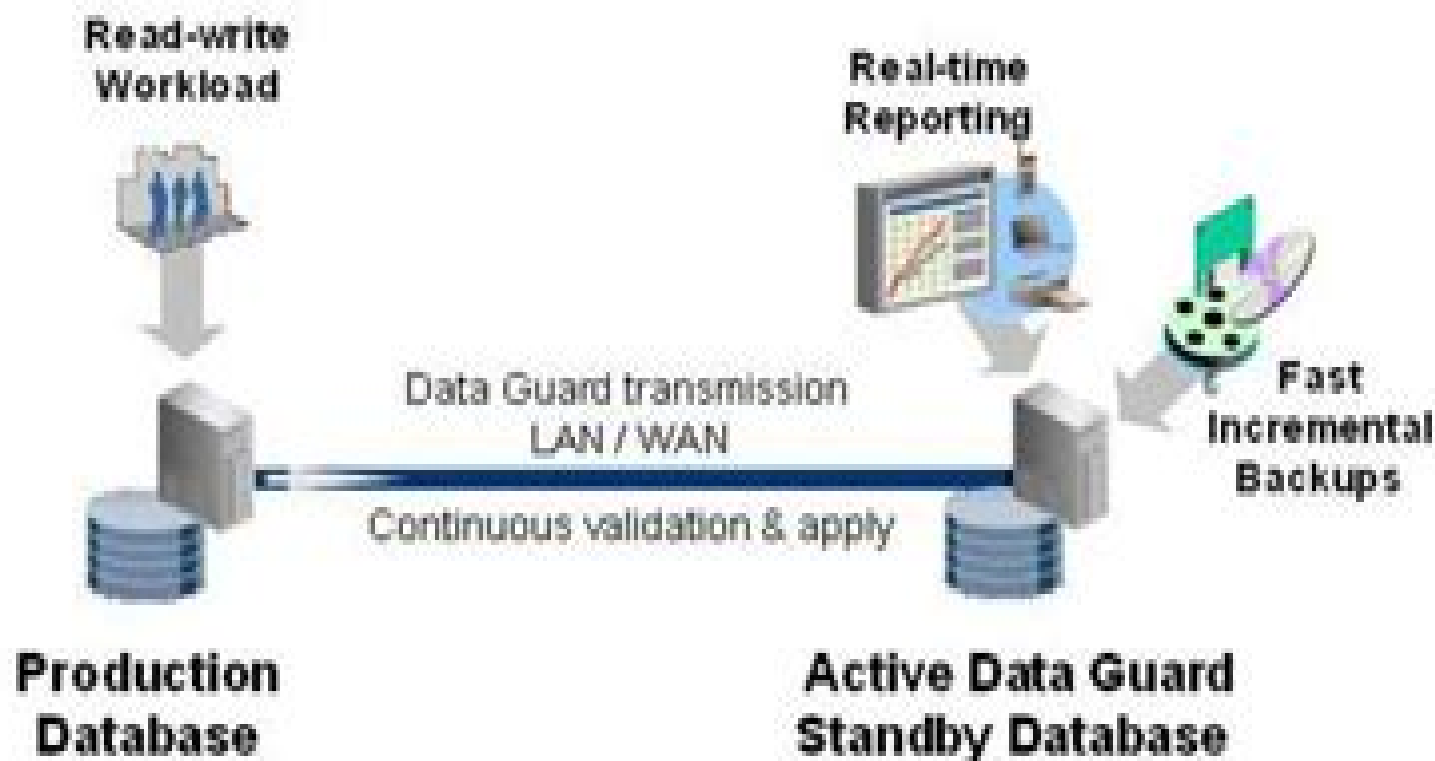 Read-write
Workload
Real-time
Reporting
Data Guard transmission
LAN / WAN
Continuous validation & apply
Fast
Incremental
Backups
Production
Database
Active Data Guard
Standby Database